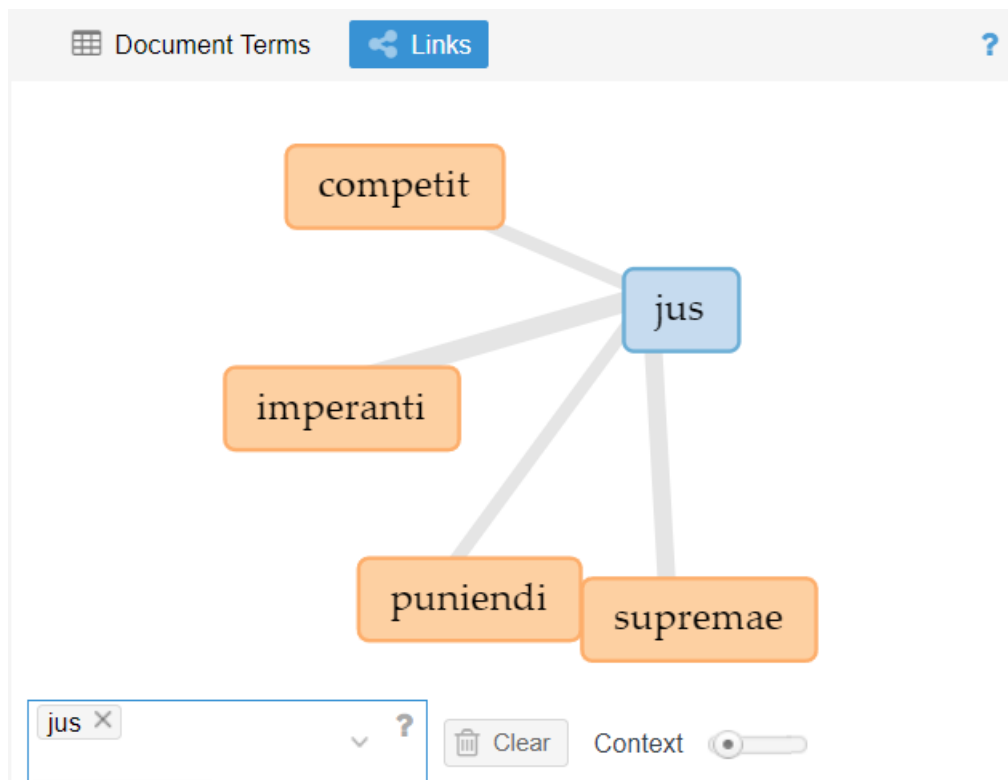 Document Terms Links ?
competit
jus
imperanti
puniendi
supremae
jus × ?
Clear Context